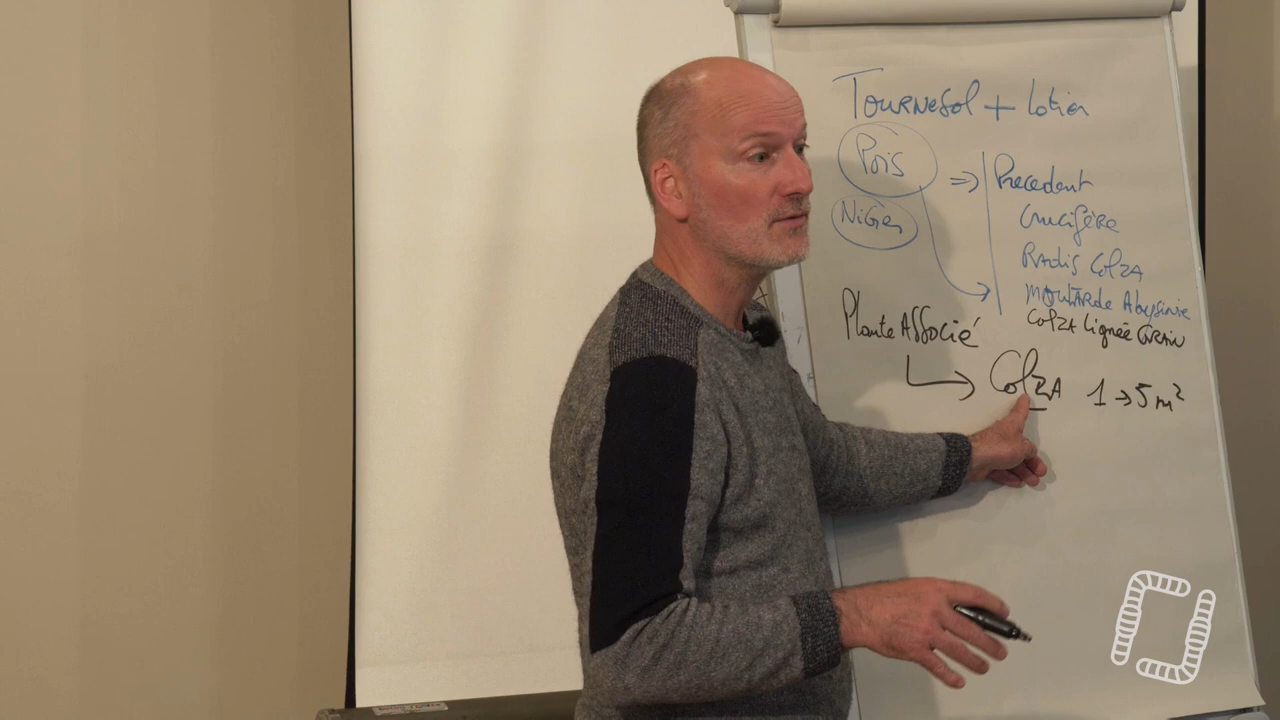 TOURNESOL + Lotier
Pois => Precedent
Niger Crucifère
Radis Colza
Moutarde Abyssinie
Colza Lignée Grain
Plante Associé
Colza 1 → 5 m²